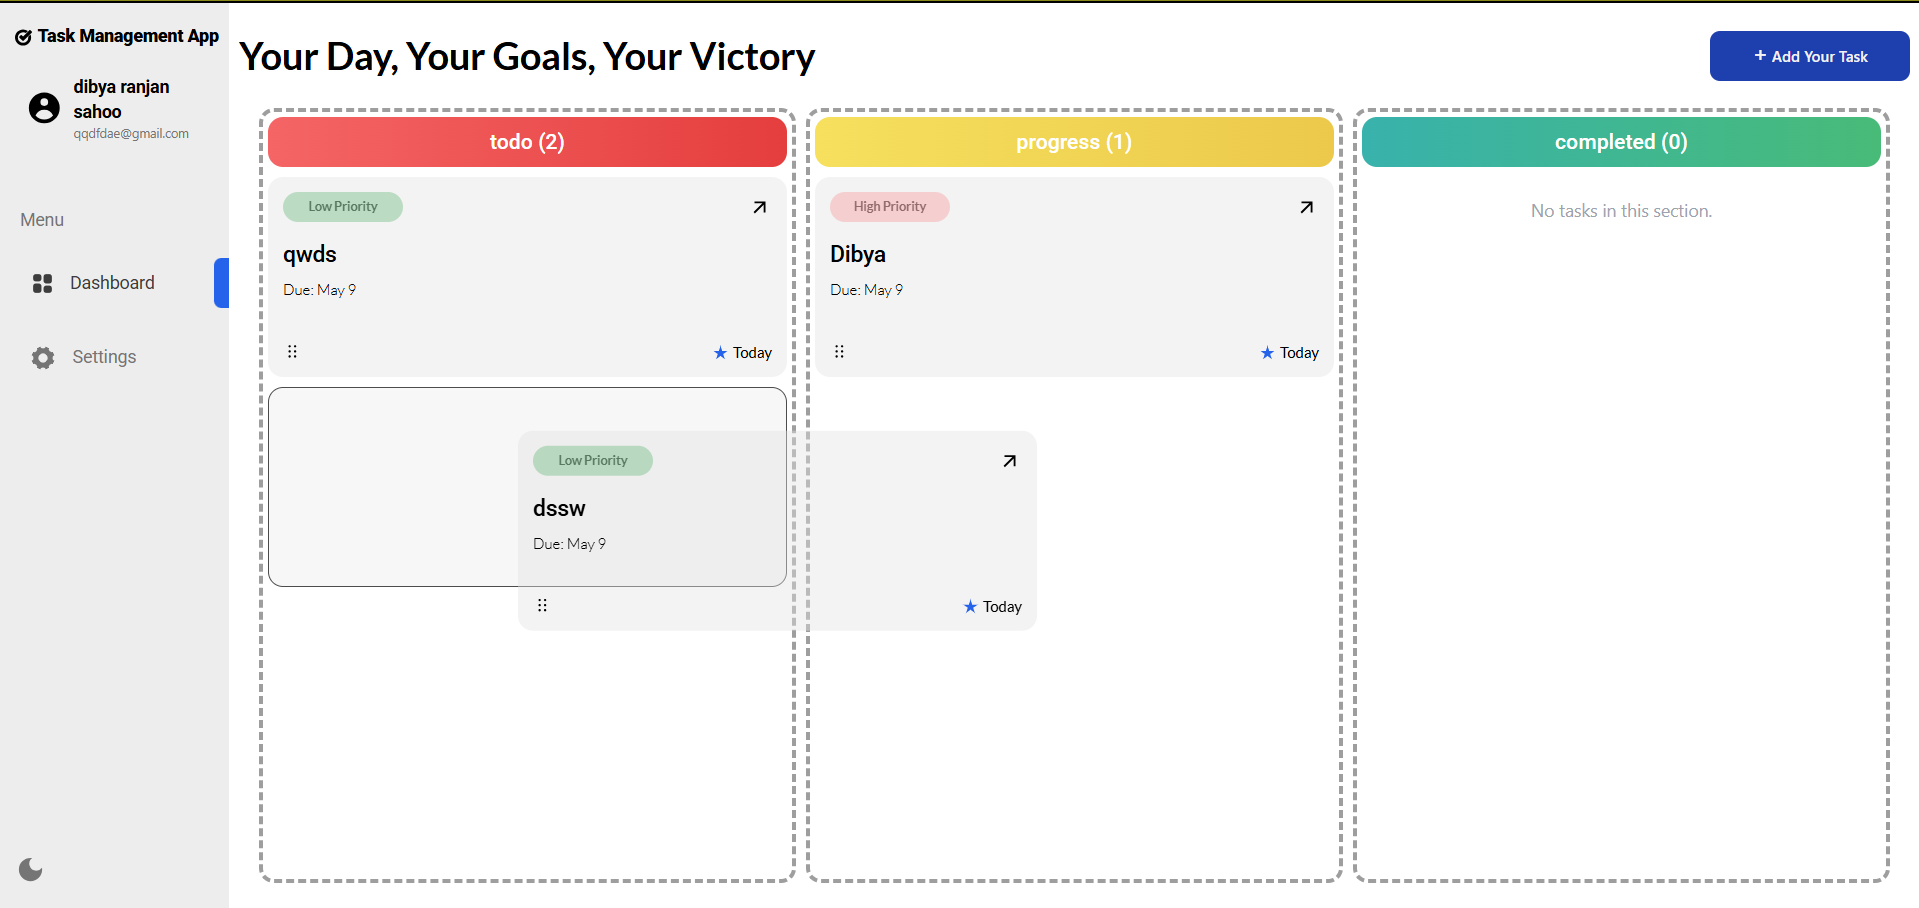 Task Management App
dibya ranjan
sahoo
qqdfdae@gmail.com
Menu
Dashboard
Settings
Your Day, Your Goals, Your Victory
+ Add Your Task
todo (2)
Low Priority
qwds
Due: May 9
Today
Low Priority
dssw
Due: May 9
Today
progress (1)
High Priority
Dibya
Due: May 9
Today
completed (0)
No tasks in this section.